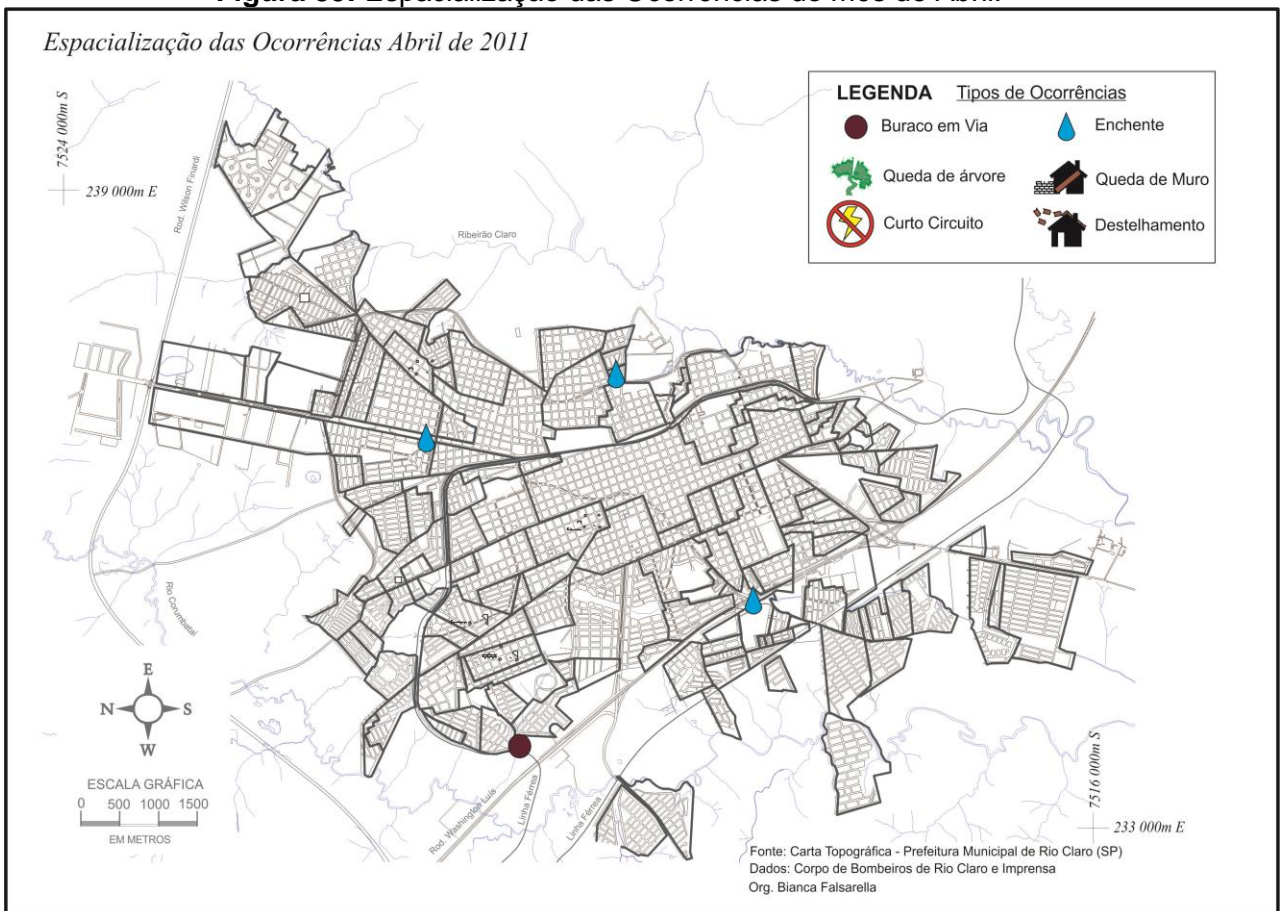 Espacialização das Ocorrências Abril de 2011
LEGENDA Tipos de Ocorrências
Buraco em Via
Enchente
Queda de árvore
Queda de Muro
Curto Circuito
Destelhamento
7524 000m S
239 000m E
Rod. Wilson Finardi
Ribeirão Claro
Rio Corumbataí
E
N S
W
ESCALA GRÁFICA
0 500 1000 1500
EM METROS
Rod. Washington Luís
Linha Férrea
Linha Férrea
7516 000m S
233 000m E
Fonte: Carta Topográfica - Prefeitura Municipal de Rio Claro (SP)
Dados: Corpo de Bombeiros de Rio Claro e Imprensa
Org. Bianca Falsarella